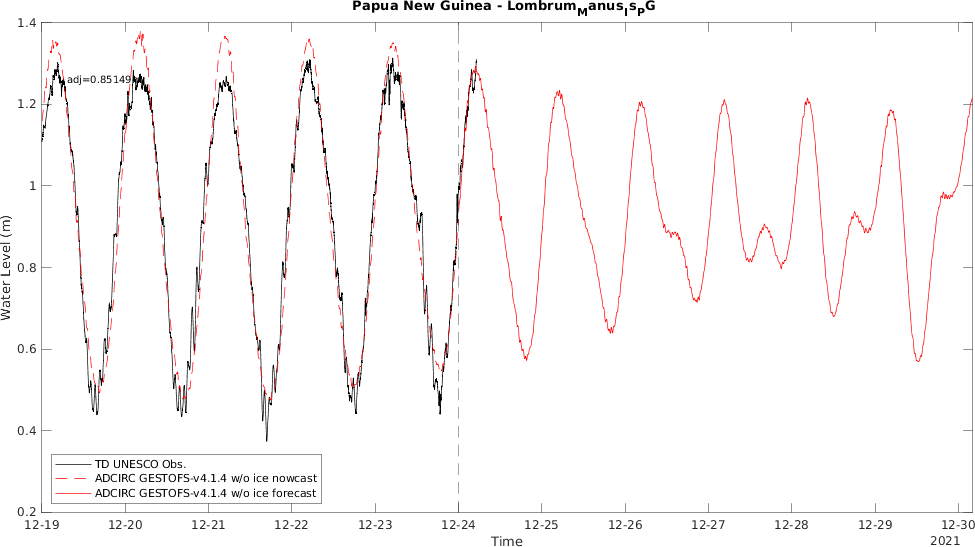 Papua New Guinea - LombrumManusIsPG
1.4
1.2
1
0.8
0.6
0.4
0.2
Water Level (m)
adj=0.85149
TD UNESCO Obs.
ADCIRC GESTOFS-v4.1.4 w/o ice nowcast
ADCIRC GESTOFS-v4.1.4 w/o ice forecast
12-19 12-20 12-21 12-22 12-23 12-24 12-25 12-26 12-27 12-28 12-29 12-30
Time
2021